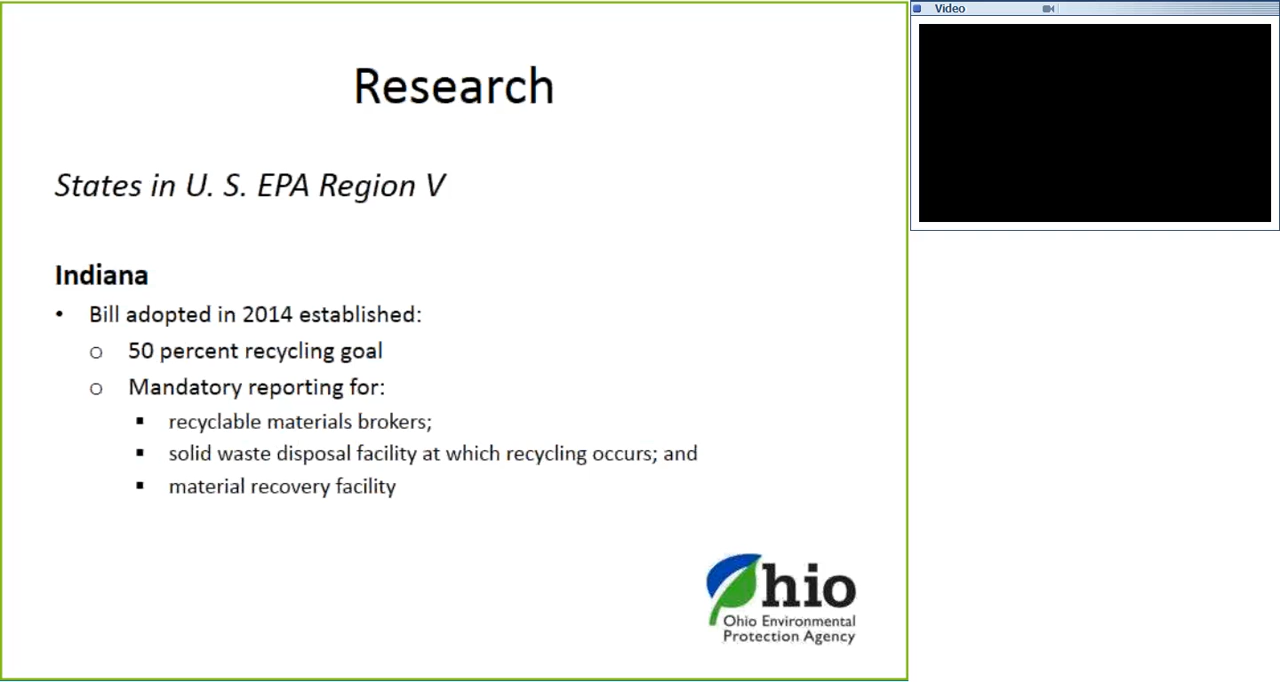 Video
Research
States in U. S. EPA Region V
Indiana
• Bill adopted in 2014 established:
o 50 percent recycling goal
o Mandatory reporting for:
▪ recyclable materials brokers;
▪ solid waste disposal facility at which recycling occurs; and
▪ material recovery facility
Ohio
Ohio Environmental
Protection Agency